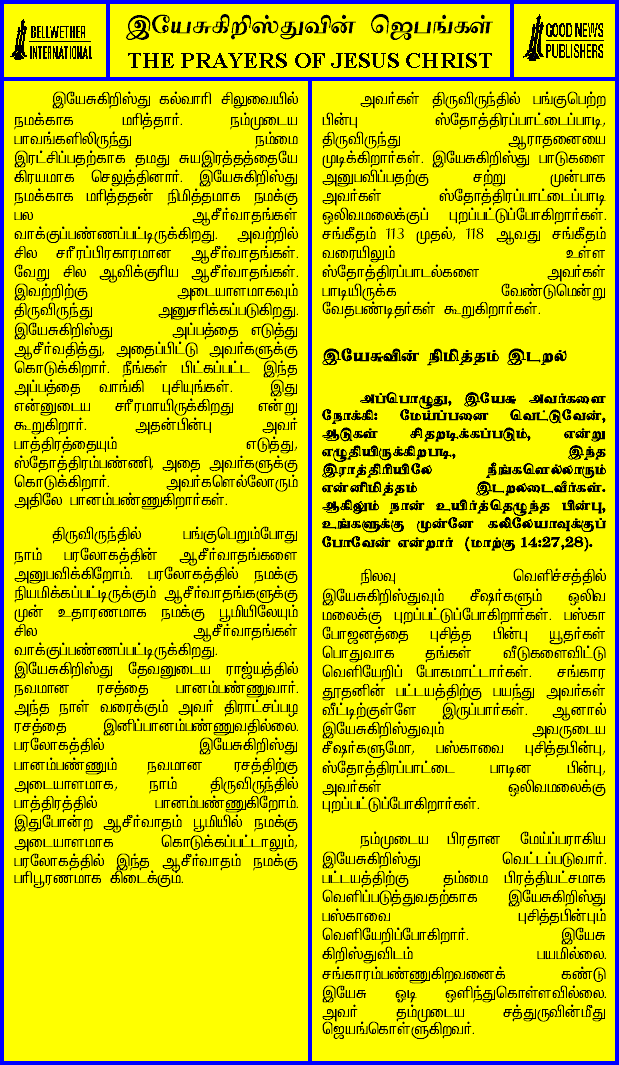 BELLWETHER
INTERNATIONAL
இயேசுகிறிஸ்துவின் ஜெபங்கள்
THE PRAYERS OF JESUS CHRIST
GOOD NEWS
PUBLISHERS
இயேசுகிறிஸ்து கல்வாரி சிலுவையில்
நமக்காக மரித்தார். நம்முடைய
பாவங்களிலிருந்து நம்மை
இரட்சிப்பதற்காக தமது சுயஇரத்தத்தையே
கிரயமாக செலுத்தினார். இயேசுகிறிஸ்து
நமக்காக மரித்ததன் நிமித்தமாக நமக்கு
பல ஆசீர்வாதங்கள்
வாக்குப்பண்ணப்பட்டிருக்கிறது. அவற்றில்
சில சரீரப்பிரகாரமான ஆசீர்வாதங்கள்.
வேறு சில ஆவிக்குரிய ஆசீர்வாதங்கள்.
இவற்றிற்கு அடையாளமாகவும்
திருவிருந்து அனுசரிக்கப்படுகிறது.
இயேசுகிறிஸ்து அப்பத்தை எடுத்து
ஆசீர்வதித்து, அதைப்பிட்டு அவர்களுக்கு
கொடுக்கிறார். நீங்கள் பிட்கப்பட்ட இந்த
அப்பத்தை வாங்கி புசியுங்கள். இது
என்னுடைய சரீரமாயிருக்கிறது என்று
கூறுகிறார். அதன்பின்பு அவர்
பாத்திரத்தையும் எடுத்து,
ஸ்தோத்திரம்பண்ணி, அதை அவர்களுக்கு
கொடுக்கிறார். அவர்களெல்லோரும்
அதிலே பானம்பண்ணுகிறார்கள்.
திருவிருந்தில் பங்குபெறும்போது
நாம் பரலோகத்தின் ஆசீர்வாதங்களை
அனுபவிக்கிறோம். பரலோகத்தில் நமக்கு
நியமிக்கப்பட்டிருக்கும் ஆசீர்வாதங்களுக்கு
முன் உதாரணமாக நமக்கு பூமியிலேயும்
சில ஆசீர்வாதங்கள்
வாக்குப்பண்ணப்பட்டிருக்கிறது.
இயேசுகிறிஸ்து தேவனுடைய ராஜ்யத்தில்
நவமான ரசத்தை பானம்பண்ணுவார்.
அந்த நாள் வரைக்கும் அவர் திராட்சப்பழ
ரசத்தை இனிப்பானம்பண்ணுவதில்லை.
பரலோகத்தில் இயேசுகிறிஸ்து
பானம்பண்ணும் நவமான ரசத்திற்கு
அடையாளமாக, நாம் திருவிருந்தில்
பாத்திரத்தில் பானம்பண்ணுகிறோம்.
இதுபோன்ற ஆசீர்வாதம் பூமியில் நமக்கு
அடையாளமாக கொடுக்கப்பட்டாலும்,
பரலோகத்தில் இந்த ஆசீர்வாதம் நமக்கு
பரிபூரணமாக கிடைக்கும்.
அவர்கள் திருவிருந்தில் பங்குபெற்ற
பின்பு ஸ்தோத்திரப்பாட்டைப்பாடி,
திருவிருந்து ஆராதனையை
முடிக்கிறார்கள். இயேசுகிறிஸ்து பாடுகளை
அனுபவிப்பதற்கு சற்று முன்பாக
அவர்கள் ஸ்தோத்திரப்பாட்டைப்பாடி
ஒலிவமலைக்குப் புறப்பட்டுப்போகிறார்கள்.
சங்கீதம் 113 முதல், 118 ஆவது சங்கீதம்
வரையிலும் உள்ள
ஸ்தோத்திரப்பாடல்களை அவர்கள்
பாடியிருக்க வேண்டுமென்று
வேதபண்டிதர்கள் கூறுகிறார்கள்.
இயேசுவின் நிமித்தம் இடறல்
அப்பொழுது, இயேசு அவர்களை
நோக்கி: மேய்ப்பனை வெட்டுவேன்,
ஆடுகள் சிதறடிக்கப்படும், என்று
எழுதியிருக்கிறபடி, இந்த
இராத்திரியிலே நீங்களெல்லாரும்
என்னிமித்தம் இடறலடைவீர்கள்.
ஆகிலும் நான் உயிர்த்தெழுந்த பின்பு,
உங்களுக்கு முன்னே கலிலேயாவுக்குப்
போவேன் என்றார் (மாற்கு 14:27,28).
நிலவு வெளிச்சத்தில்
இயேசுகிறிஸ்துவும் சீஷர்களும் ஒலிவ
மலைக்கு புறப்பட்டுப்போகிறார்கள். பஸ்கா
போஜனத்தை புசித்த பின்பு யூதர்கள்
பொதுவாக தங்கள் வீடுகளைவிட்டு
வெளியேறிப் போகமாட்டார்கள். சங்கார
தூதனின் பட்டயத்திற்கு பயந்து அவர்கள்
வீட்டிற்குள்ளே இருப்பார்கள். ஆனால்
இயேசுகிறிஸ்துவும் அவருடைய
சீஷர்களுமோ, பஸ்காவை புசித்தபின்பு,
ஸ்தோத்திரப்பாட்டை பாடின பின்பு,
அவர்கள் ஒலிவமலைக்கு
புறப்பட்டுப்போகிறார்கள்.
நம்முடைய பிரதான மேய்ப்பராகிய
இயேசுகிறிஸ்து வெட்டப்படுவார்.
பட்டயத்திற்கு தம்மை பிரத்தியட்சமாக
வெளிப்படுத்துவதற்காக இயேசுகிறிஸ்து
பஸ்காவை புசித்தபின்பும்
வெளியேறிப்போகிறார். இயேசு
கிறிஸ்துவிடம் பயமில்லை.
சங்காரம்பண்ணுகிறவனைக் கண்டு
இயேசு ஓடி ஒளிந்துகொள்ளவில்லை.
அவர் தம்முடைய சத்துருவின்மீது
ஜெயங்கொள்ளுகிறவர்.